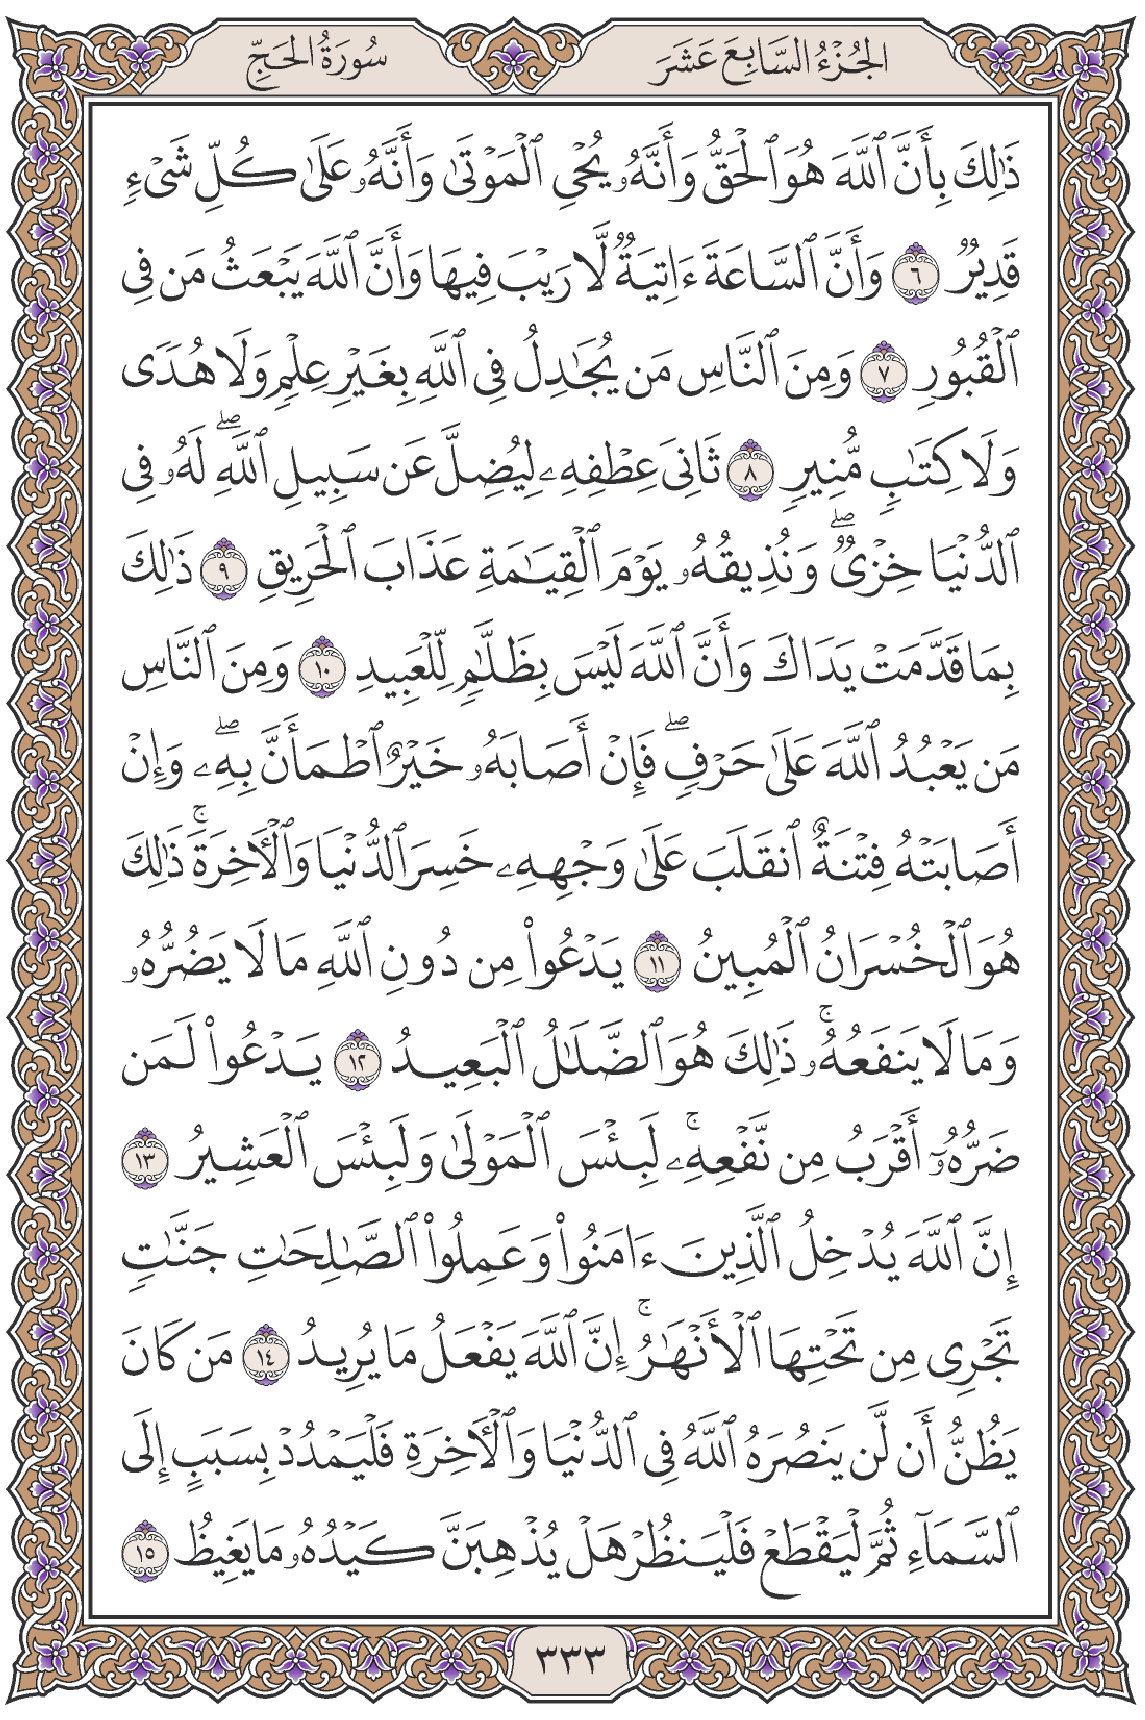 الجُزْءُ السَّابِعَ عَشَرَ
سُورَةُ الحَجِّ
ذَٰلِكَ بِأَنَّ ٱللَّهَ هُوَ ٱلْحَقُّ وَأَنَّهُۥ يُحْىِ ٱلْمَوْتَىٰ وَأَنَّهُۥ عَلَىٰ كُلِّ شَىْءٍ
قَدِيرٌ ٦ وَأَنَّ ٱلسَّاعَةَ ءَاتِيَةٌ لَّا رَيْبَ فِيهَا وَأَنَّ ٱللَّهَ يَبْعَثُ مَن فِى
ٱلْقُبُورِ ٧ وَمِنَ ٱلنَّاسِ مَن يُجَٰدِلُ فِى ٱللَّهِ بِغَيْرِ عِلْمٍ وَلَا هُدًى
وَلَا كِتَٰبٍ مُّنِيرٍ ٨ ثَانِىَ عِطْفِهِۦ لِيُضِلَّ عَن سَبِيلِ ٱللَّهِ ۖ لَهُۥ فِى
ٱلدُّنْيَا خِزْىٌ ۖ وَنُذِيقُهُۥ يَوْمَ ٱلْقِيَٰمَةِ عَذَابَ ٱلْحَرِيقِ ٩ ذَٰلِكَ
بِمَا قَدَّمَتْ يَدَاكَ وَأَنَّ ٱللَّهَ لَيْسَ بِظَلَّٰمٍ لِّلْعَبِيدِ ١٠ وَمِنَ ٱلنَّاسِ
مَن يَعْبُدُ ٱللَّهَ عَلَىٰ حَرْفٍ ۖ فَإِنْ أَصَابَهُۥ خَيْرٌ ٱطْمَأَنَّ بِهِۦ ۖ وَإِنْ
أَصَابَتْهُ فِتْنَةٌ ٱنقَلَبَ عَلَىٰ وَجْهِهِۦ خَسِرَ ٱلدُّنْيَا وَٱلْءَاخِرَةَ ۚ ذَٰلِكَ
هُوَ ٱلْخُسْرَانُ ٱلْمُبِينُ ١١ يَدْعُوا۟ مِن دُونِ ٱللَّهِ مَا لَا يَضُرُّهُۥ
وَمَا لَا يَنفَعُهُۥ ۚ ذَٰلِكَ هُوَ ٱلضَّلَٰلُ ٱلْبَعِيدُ ١٢ يَدْعُوا۟ لَمَن
ضَرُّهُۥٓ أَقْرَبُ مِن نَّفْعِهِۦ ۚ لَبِئْسَ ٱلْمَوْلَىٰ وَلَبِئْسَ ٱلْعَشِيرُ ١٣
إِنَّ ٱللَّهَ يُدْخِلُ ٱلَّذِينَ ءَامَنُوا۟ وَعَمِلُوا۟ ٱلصَّٰلِحَٰتِ جَنَّٰتٍ
تَجْرِى مِن تَحْتِهَا ٱلْأَنْهَٰرُ ۚ إِنَّ ٱللَّهَ يَفْعَلُ مَا يُرِيدُ ١٤ مَن كَانَ
يَظُنُّ أَن لَّن يَنصُرَهُ ٱللَّهُ فِى ٱلدُّنْيَا وَٱلْءَاخِرَةِ فَلْيَمْدُدْ بِسَبَبٍ إِلَى
ٱلسَّمَآءِ ثُمَّ لْيَقْطَعْ فَلْيَنظُرْ هَلْ يُذْهِبَنَّ كَيْدُهُۥ مَا يَغِيظُ ١٥
٣٣٣